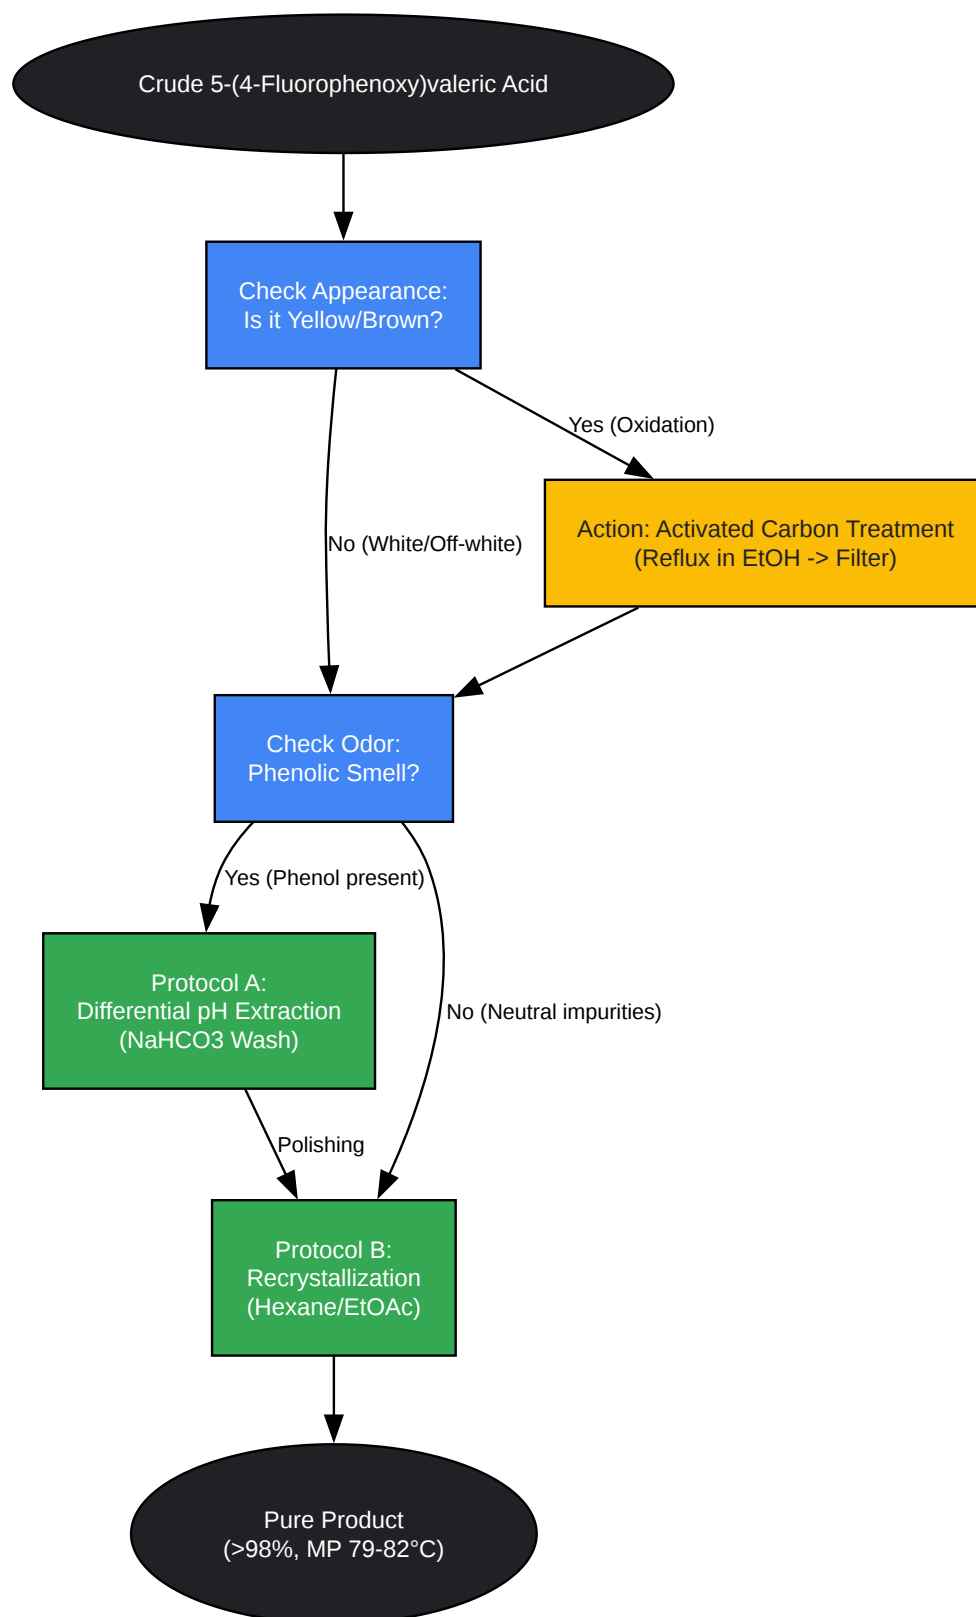 Crude 5-(4-Fluorophenoxy)valeric Acid
Check Appearance:
Is it Yellow/Brown?
Yes (Oxidation)
Action: Activated Carbon Treatment
(Reflux in EtOH -> Filter)
No (White/Off-white)
Check Odor:
Phenolic Smell?
Yes (Phenol present)
Protocol A:
Differential pH Extraction
(NaHCO3 Wash)
No (Neutral impurities)
Polishing
Protocol B:
Recrystallization
(Hexane/EtOAc)
Pure Product
(>98%, MP 79-82°C)